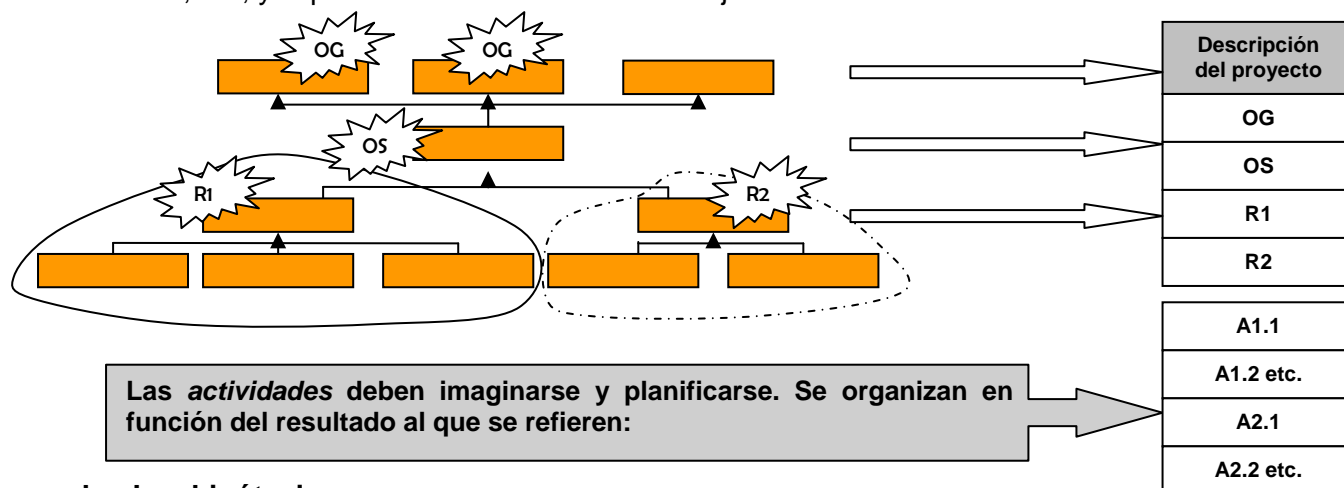 OG OG
OS
R1 R2
Descripción
del proyecto
OG
OS
R1
R2
A1.1
A1.2 etc.
A2.1
A2.2 etc.
Las actividades deben imaginarse y planificarse. Se organizan en
función del resultado al que se refieren: